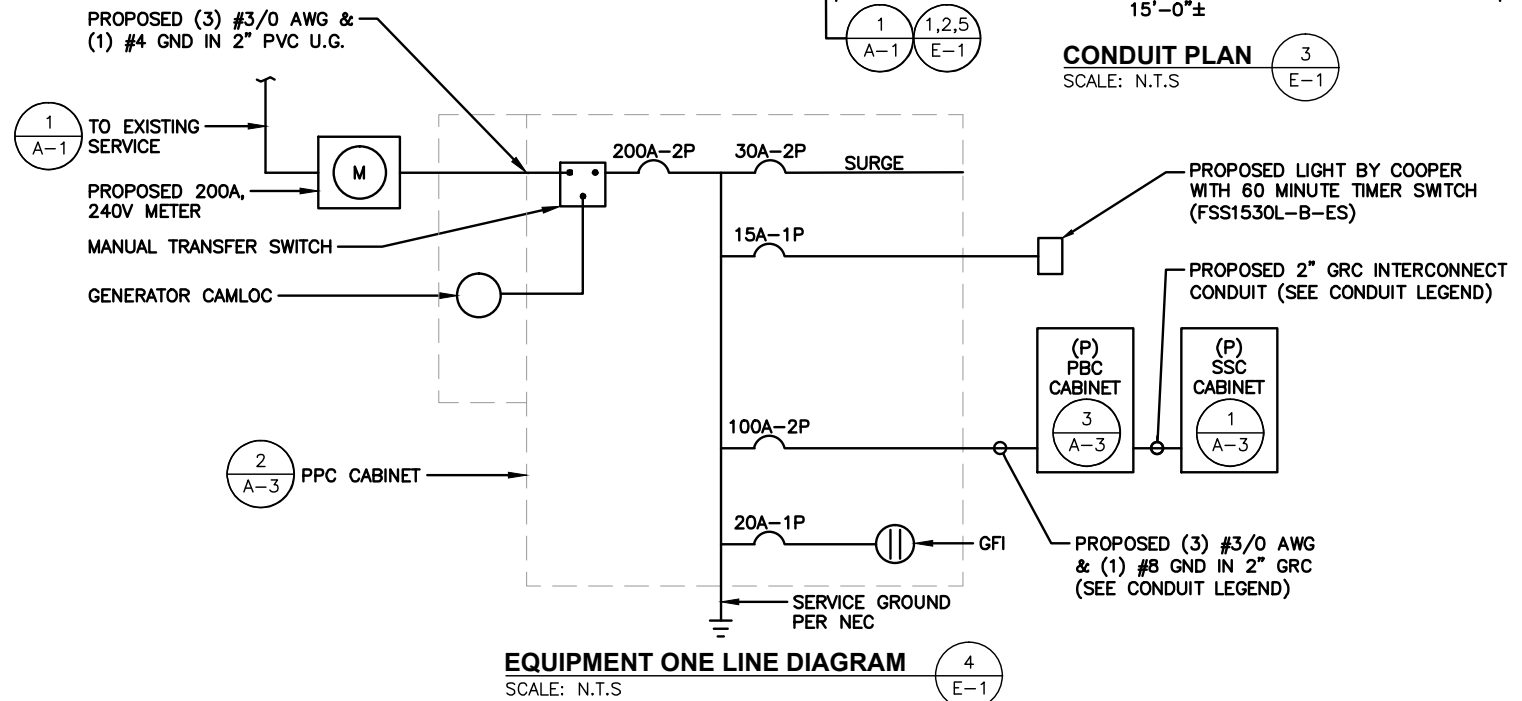 PROPOSED (3) #3/0 AWG &
(1) #4 GND IN 2" PVC U.G.
1
A-1
1,2,5
E-1
15'-0"±
CONDUIT PLAN
SCALE: N.T.S
3
E-1
1
A-1
TO EXISTING
SERVICE
M
PROPOSED 200A,
240V METER
MANUAL TRANSFER SWITCH
GENERATOR CAMLOC
200A-2P
30A-2P
SURGE
15A-1P
PROPOSED LIGHT BY COOPER
WITH 60 MINUTE TIMER SWITCH
(FSS1530L-B-ES)
PROPOSED 2" GRC INTERCONNECT
CONDUIT (SEE CONDUIT LEGEND)
(P)
PBC
CABINET
3
A-3
(P)
SSC
CABINET
1
A-3
100A-2P
2
A-3
PPC CABINET
20A-1P
GFI
PROPOSED (3) #3/0 AWG
& (1) #8 GND IN 2" GRC
(SEE CONDUIT LEGEND)
SERVICE GROUND
PER NEC
EQUIPMENT ONE LINE DIAGRAM
SCALE: N.T.S
4
E-1